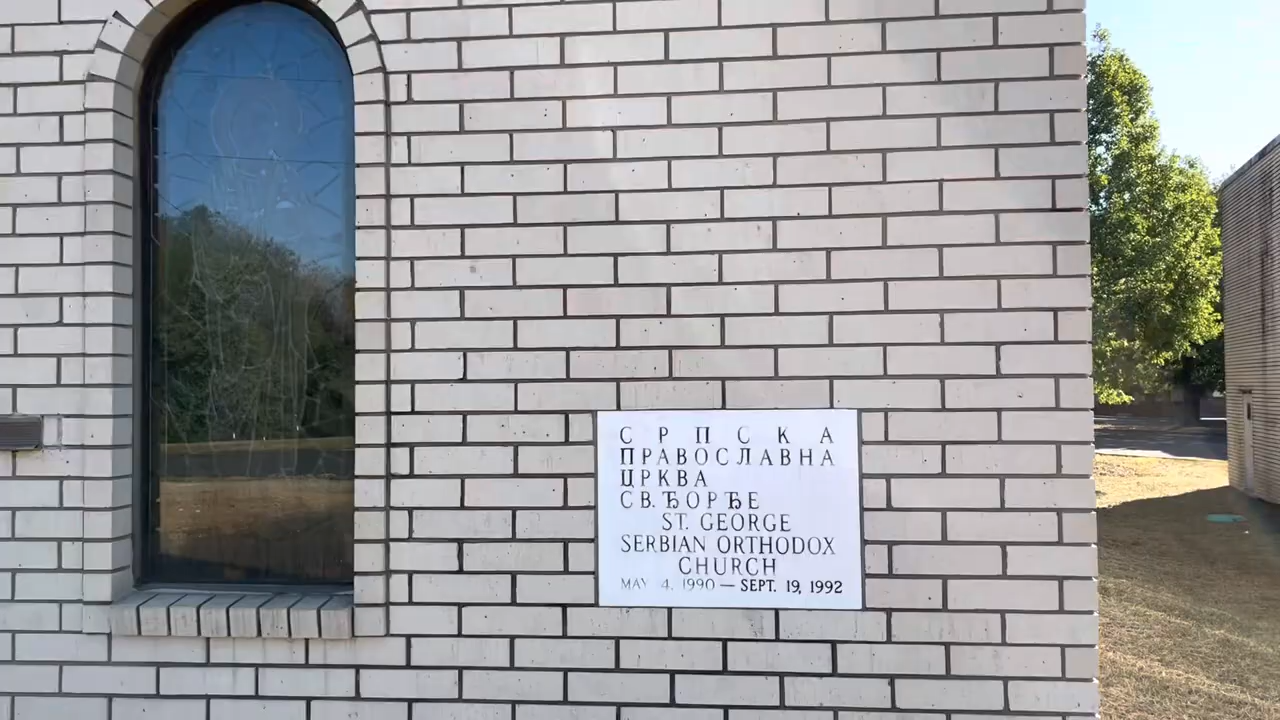 СРПСКА
ПРАВОСЛАВНА
ЦРКВА
СВ. ЂОРЂЕ
ST. GEORGE
SERBIAN ORTHODOX
CHURCH
MAY 4, 1990 — SEPT. 19, 1992